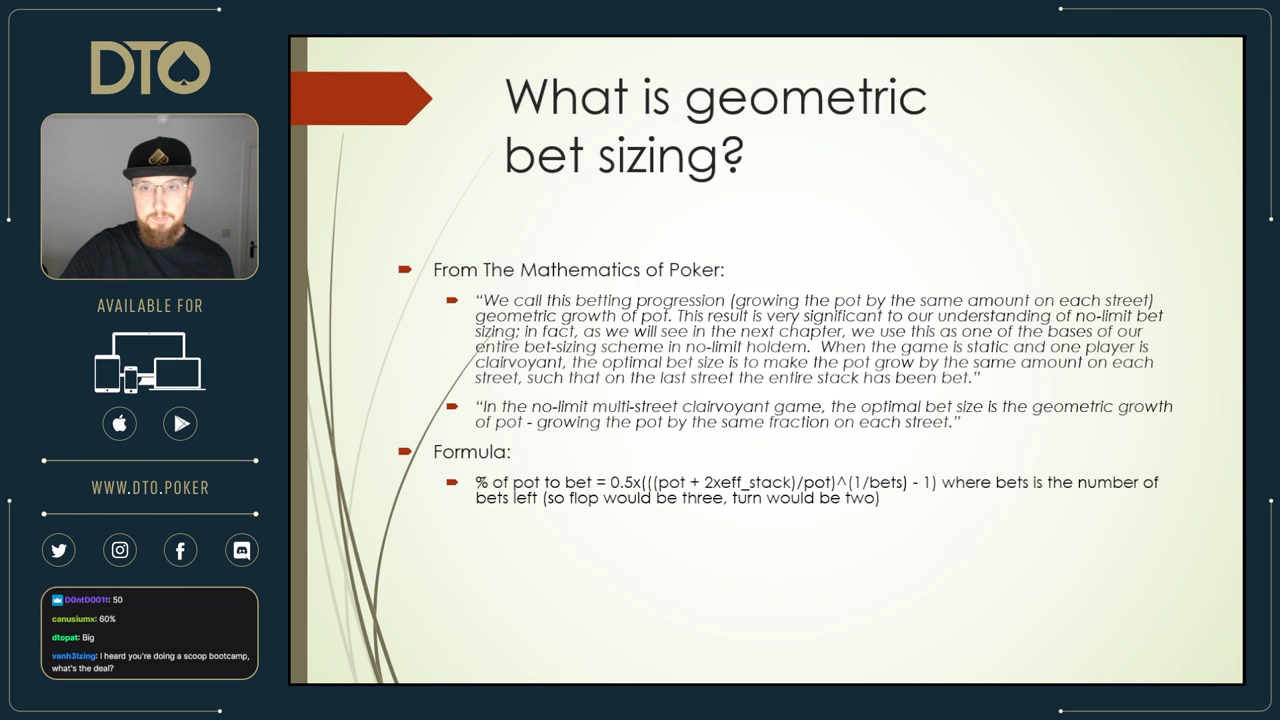 DTO
AVAILABLE FOR
WWW.DTO.POKER
D0ntD001t: 50
canusiumx: 60%
dtopat: Big
vanh3lzing: I heard you're doing a scoop bootcamp,
what's the deal?
What is geometric
bet sizing?
From The Mathematics of Poker:
“We call this betting progression (growing the pot by the same amount on each street)
geometric growth of pot. This result is very significant to our understanding of no-limit bet
sizing; in fact, as we will see in the next chapter, we use this as one of the bases of our
entire bet-sizing scheme in no-limit holdem.  When the game is static and one player is
clairvoyant, the optimal bet size is to make the pot grow by the same amount on each
street, such that on the last street the entire stack has been bet.”
“In the no-limit multi-street clairvoyant game, the optimal bet size is the geometric growth
of pot - growing the pot by the same fraction on each street.”
Formula:
% of pot to bet = 0.5x(((pot + 2xeff_stack)/pot)^(1/bets) - 1) where bets is the number of
bets left (so flop would be three, turn would be two)